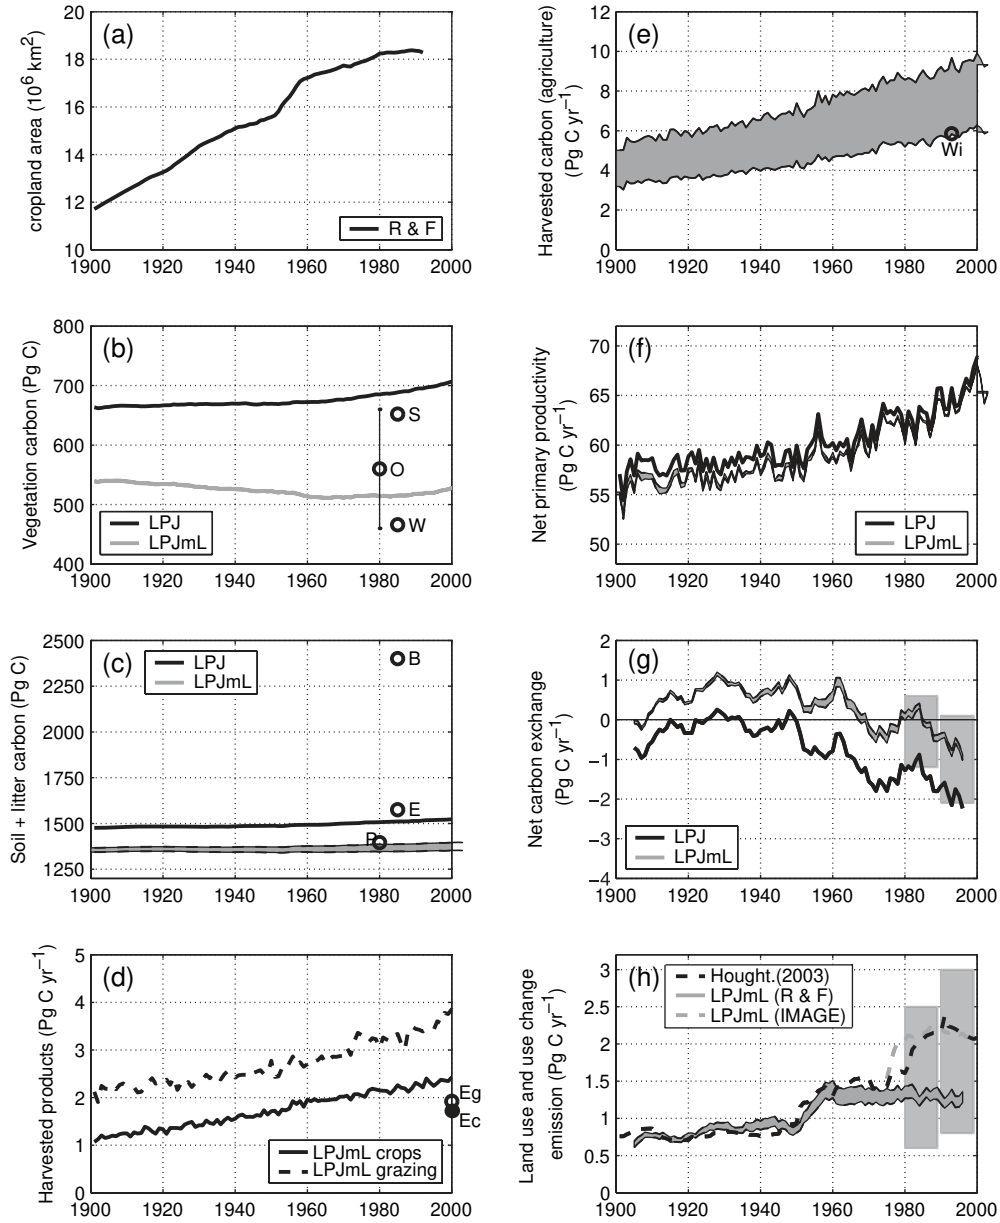 (a)
cropland area (10⁶ km²)
20
18
16
14
12
10
R & F
1900 1920 1940 1960 1980 2000
(b)
Vegetation carbon (Pg C)
800
700
600
500
400
S
O
W
LPJ
LPJmL
1900 1920 1940 1960 1980 2000
(c)
Soil + litter carbon (Pg C)
2500
2250
2000
1750
1500
1250
LPJ
LPJmL
B
E
P
1900 1920 1940 1960 1980 2000
(d)
Harvested products (Pg C yr⁻¹)
5
4
3
2
1
0
Eg
Ec
LPJmL crops
LPJmL grazing
1900 1920 1940 1960 1980 2000
(e)
Harvested carbon (agriculture)
(Pg C yr⁻¹)
12
10
8
6
4
2
0
Wi
1900 1920 1940 1960 1980 2000
(f)
Net primary productivity
(Pg C yr⁻¹)
70
65
60
55
50
LPJ
LPJmL
1900 1920 1940 1960 1980 2000
(g)
Net carbon exchange
(Pg C yr⁻¹)
2
1
0
−1
−2
−3
−4
LPJ
LPJmL
1900 1920 1940 1960 1980 2000
(h)
Land use and use change
emission (Pg C yr⁻¹)
3
2.5
2
1.5
1
0.5
0
Hought.(2003)
LPJmL (R & F)
LPJmL (IMAGE)
1900 1920 1940 1960 1980 2000